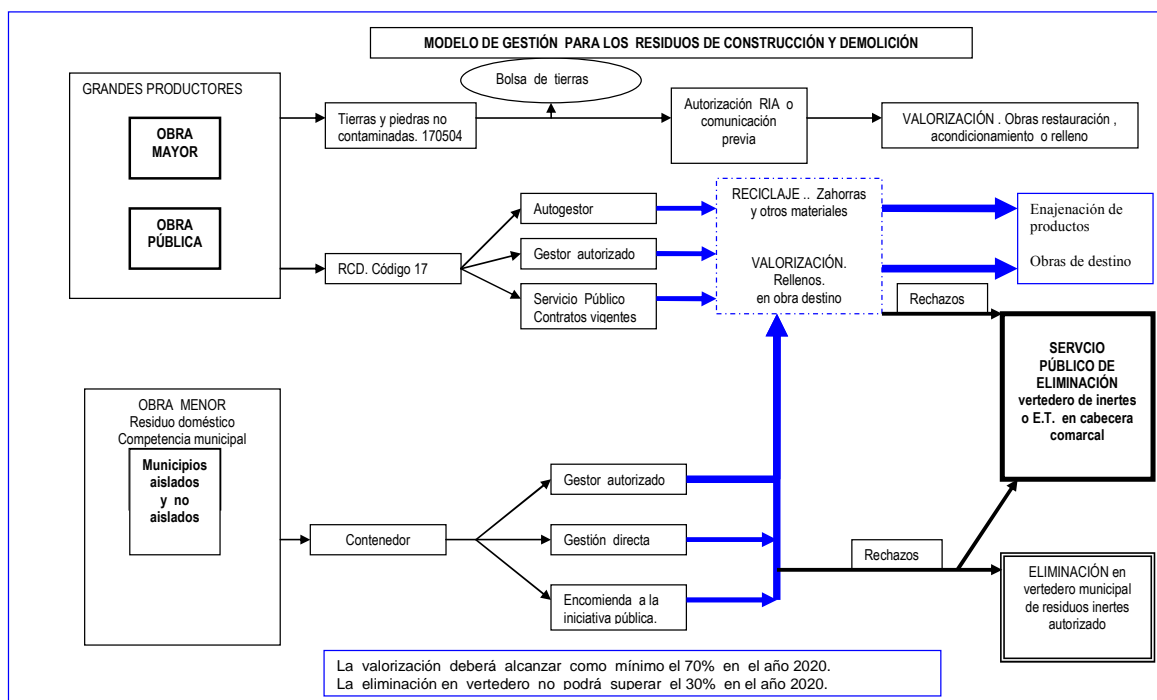 MODELO DE GESTIÓN PARA LOS RESIDUOS DE CONSTRUCCIÓN Y DEMOLICIÓN
GRANDES PRODUCTORES
OBRA
MAYOR
OBRA
PÚBLICA
Bolsa de tierras
Tierras y piedras no
contaminadas. 170504
Autorización RIA o
comunicación
previa
VALORIZACIÓN . Obras restauración ,
acondicionamiento o relleno
RCD. Código 17
Autogestor
Gestor autorizado
Servicio Público
Contratos vigentes
RECICLAJE .. Zahorras
y otros materiales
VALORIZACIÓN.
Rellenos.
en obra destino
Enajenación de
productos
Obras de destino
Rechazos
SERVCIO
PÚBLICO DE
ELIMINACIÓN
vertedero de inertes
o E.T. en cabecera
comarcal
OBRA MENOR
Residuo doméstico
Competencia municipal
Municipios
aislados
y no
aislados
Contenedor
Gestor autorizado
Gestión directa
Encomienda a la
iniciativa pública.
Rechazos
ELIMINACIÓN en
vertedero municipal
de residuos inertes
autorizado
La valorización deberá alcanzar como mínimo el 70% en el año 2020.
La eliminación en vertedero no podrá superar el 30% en el año 2020.